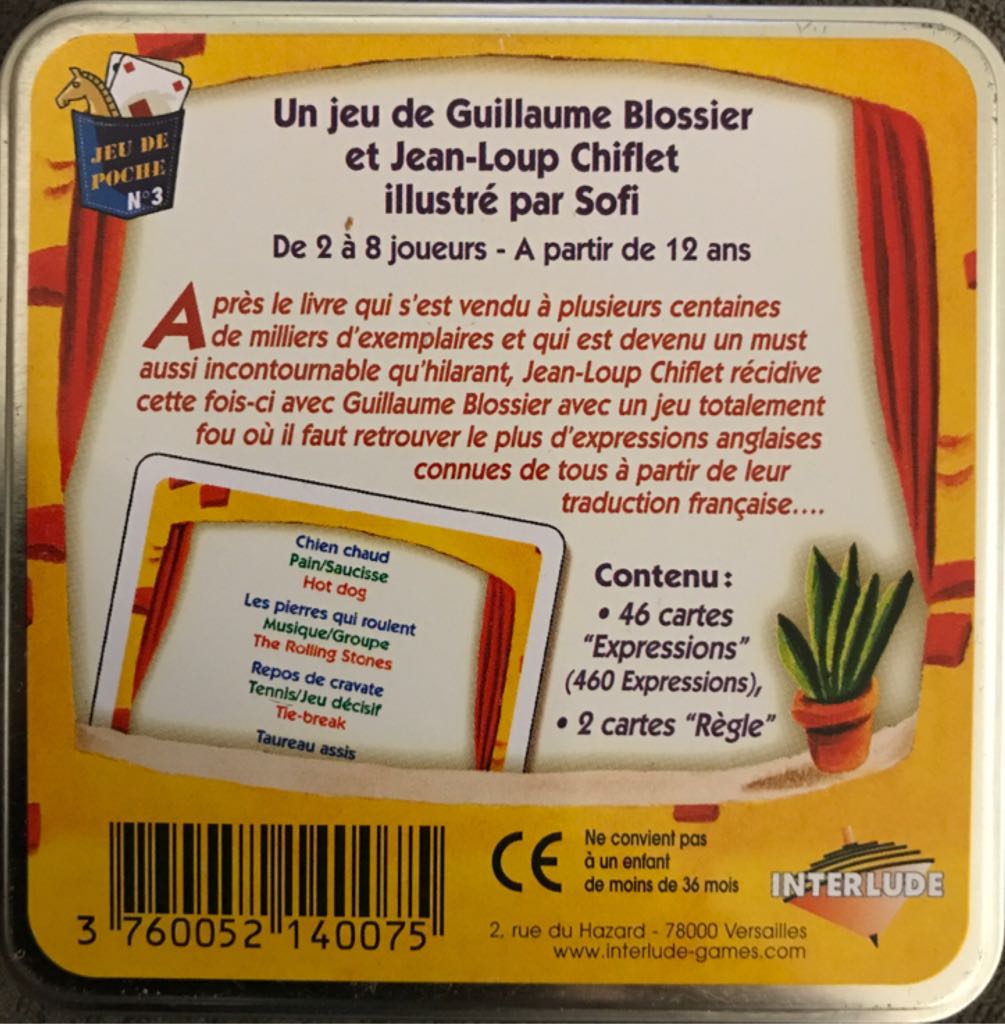 JEU DE
POCHE
N°3
Un jeu de Guillaume Blossier
et Jean-Loup Chiflet
illustré par Sofi
De 2 à 8 joueurs - A partir de 12 ans
Après le livre qui s'est vendu à plusieurs centaines
de milliers d'exemplaires et qui est devenu un must
aussi incontournable qu'hilarant, Jean-Loup Chiflet récidive
cette fois-ci avec Guillaume Blossier avec un jeu totalement
fou où il faut retrouver le plus d'expressions anglaises
connues de tous à partir de leur
traduction française....
Chien chaud
Pain/Saucisse
Hot dog
Les pierres qui roulent
Musique/Groupe
The Rolling Stones
Repos de cravate
Tennis/Jeu décisif
Tie-break
Taureau assis
Contenu :
• 46 cartes
"Expressions"
(460 Expressions),
• 2 cartes "Règle"
3 760052 140075
CE
Ne convient pas
à un enfant
de moins de 36 mois
INTERLUDE
2, rue du Hazard - 78000 Versailles
www.interlude-games.com